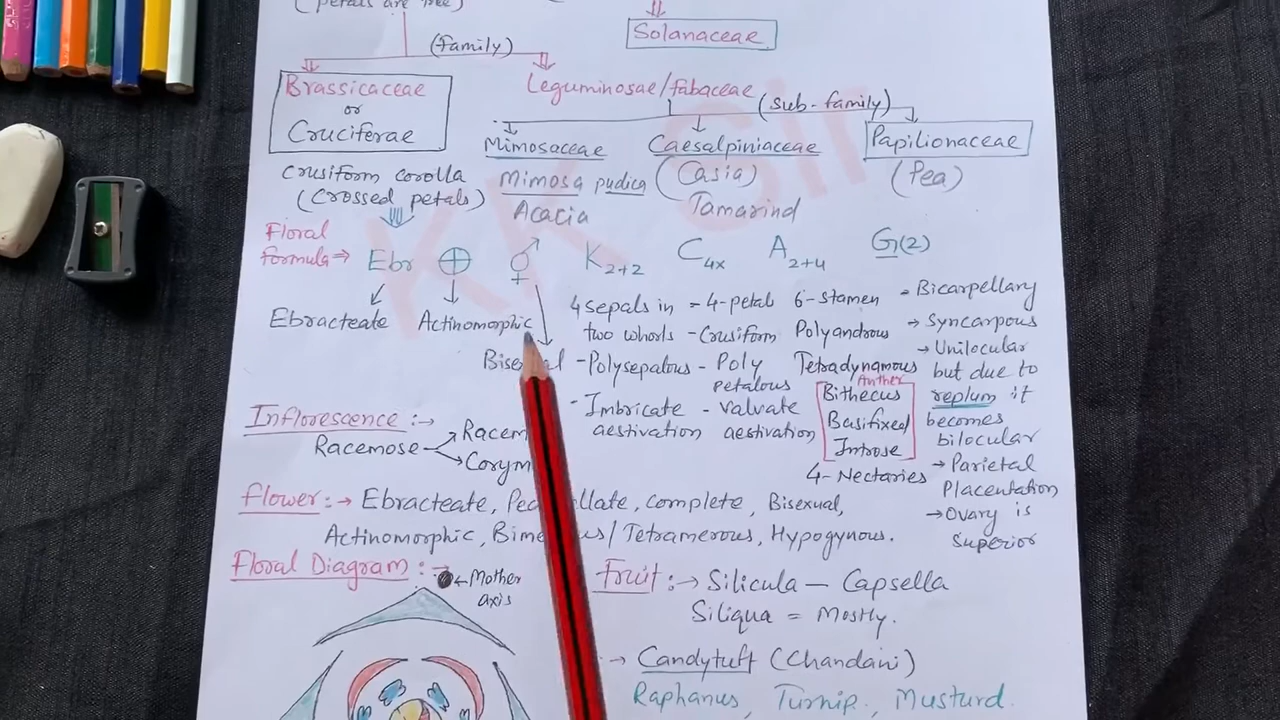 (Petals are free)
Solanaceae
(family)
Brassicaceae
or
Cruciferae
Leguminosae/fabaceae
(Sub-family)
Mimosaceae
Caesalpiniaceae
Papilionaceae
Crusiform corolla
(Crossed petals)
Mimosa pudica
Acacia
(Casia)
Tamarind
(Pea)
KK Sir
Floral
formula⇒ Ebr ⊕ ⚥ K2+2 C4x A2+4 G(2)
Ebracteate
Actinomorphic
4 sepals in
two whorls
-Polysepalous
-Imbricate
aestivation
= 4-petal
-Crusiform
- Poly
petalous
- valvate
aestivation
6-stamen
Polyandrous
Tetradynamous
Anther
Bithecus
Basifixed
Introse
4-Nectaries
= Bicarpellary
→ Syncarpous
→ Unilocular
but due to
replum it
becomes
bilocular
→ Parietal
Placentation
→ Ovary is
Superior
Inflorescence :→
Racemose
Flower :→ Ebracteate, complete, Bisexual,
Actinomorphic, / Tetramerous, Hypogynous.
Floral Diagram :→
←Mother
axis
Fruit :→ Silicula — Capsella
Siliqua = Mostly.
→ Candytuft (Chandani)
Raphanus, Turnip, Musturd.